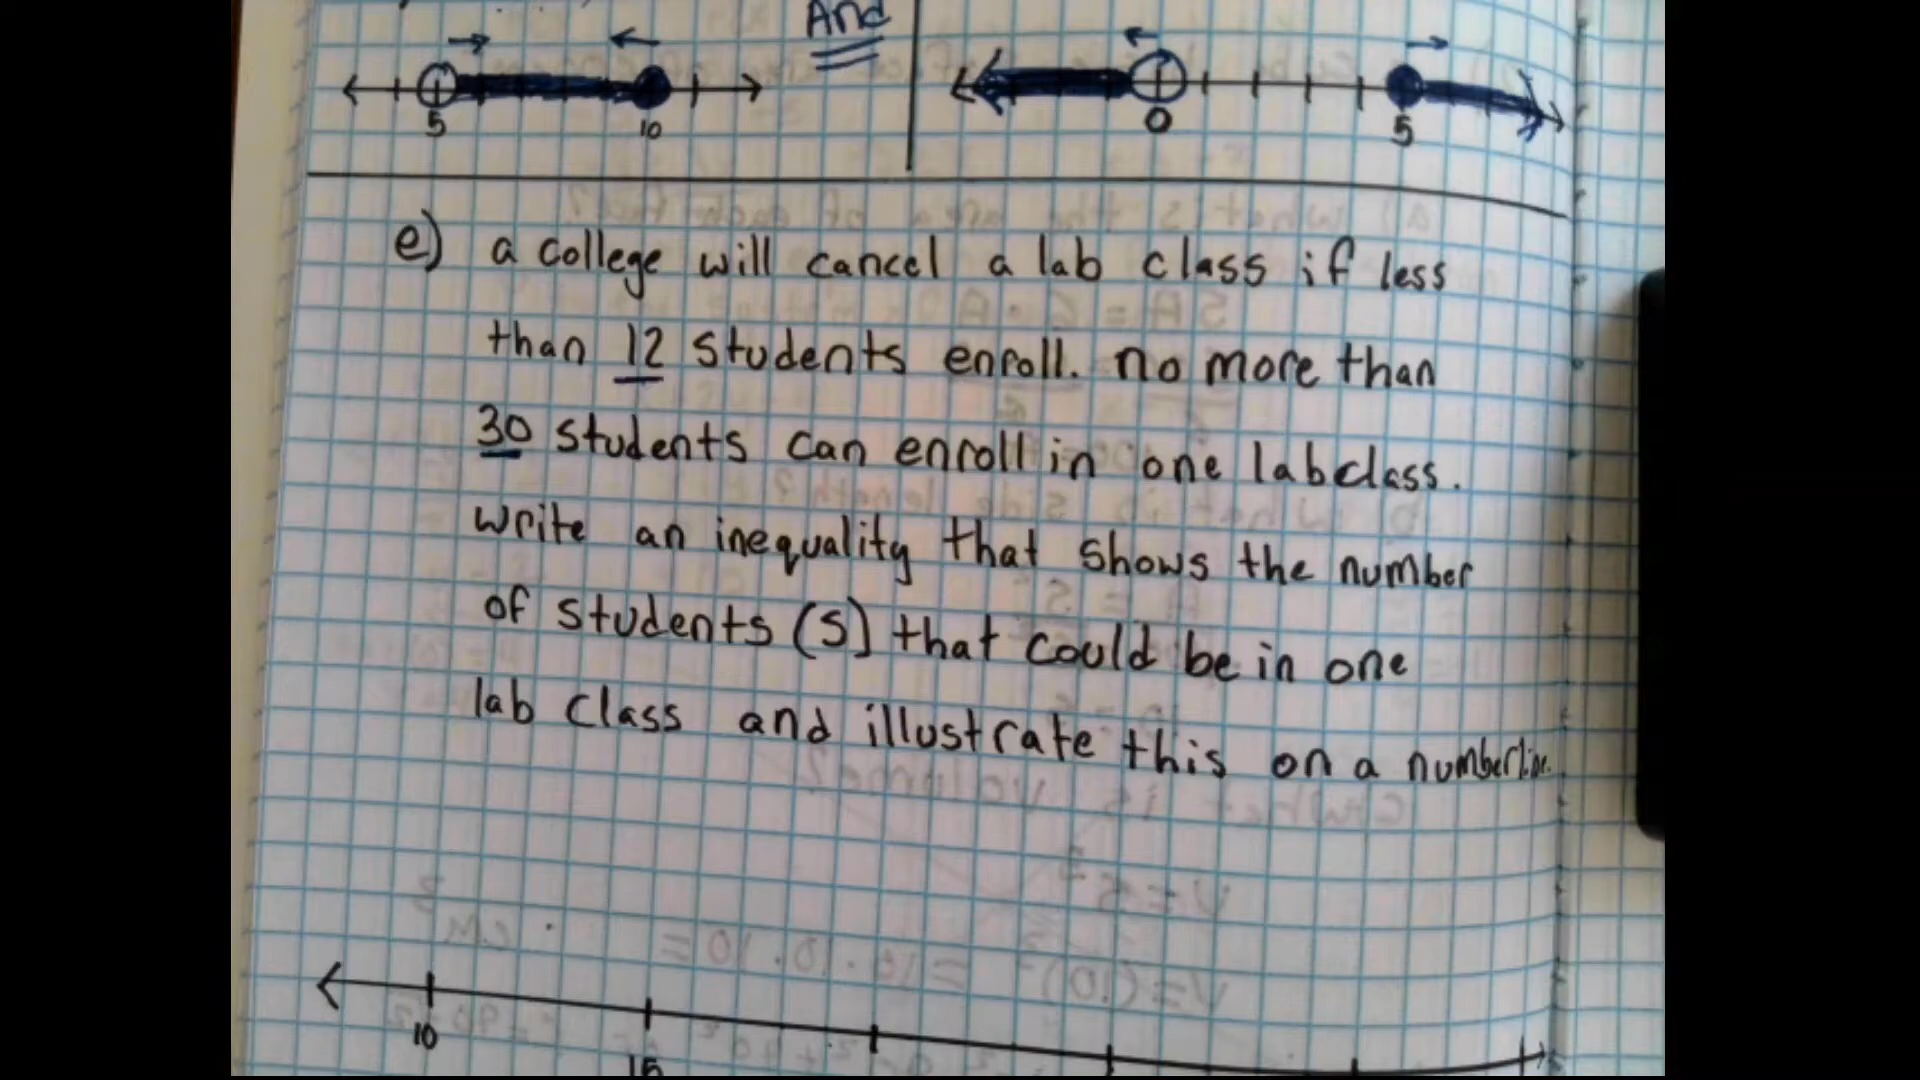 And
5 10
0 5
e) a college will cancel a lab class if less
than 12 students enroll. no more than
30 students can enroll in one labclass.
write an inequality that shows the number
of students (S) that could be in one
lab class and illustrate this on a numberline.
10 15